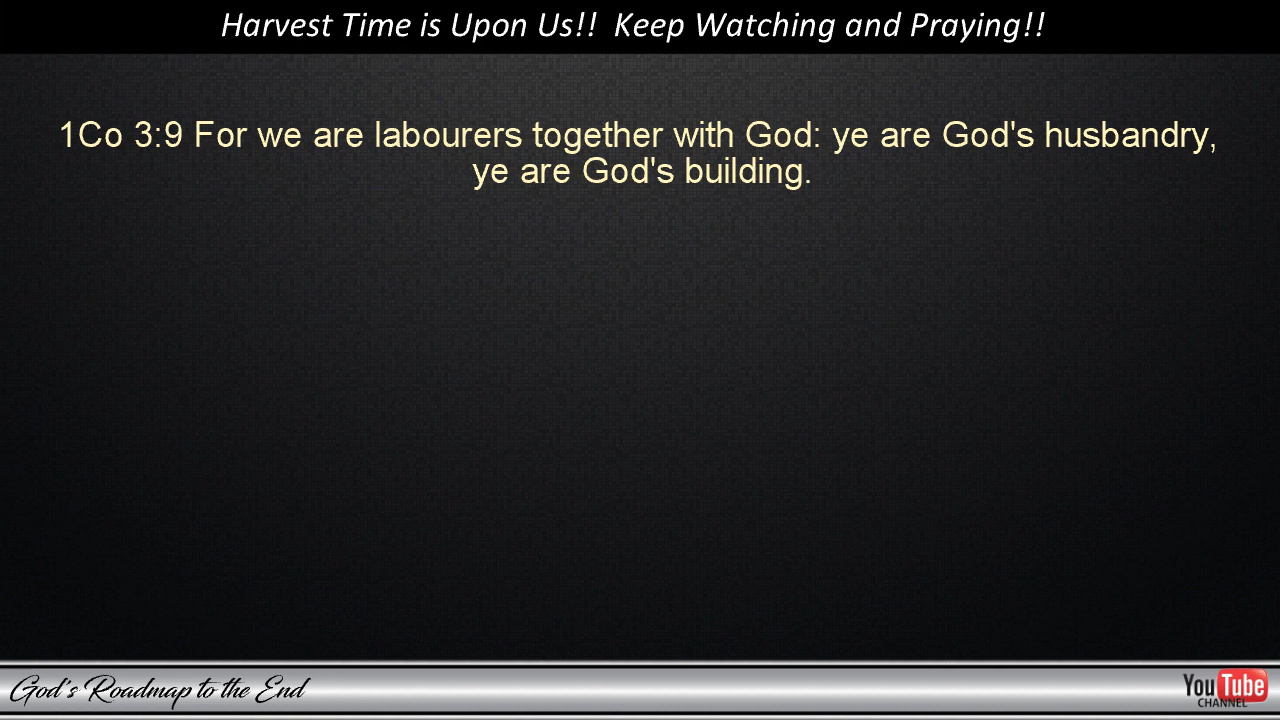 Harvest Time is Upon Us!! Keep Watching and Praying!!
1Co 3:9 For we are labourers together with God: ye are God's husbandry,
ye are God's building.
God's Roadmap to the End
YouTube
CHANNEL